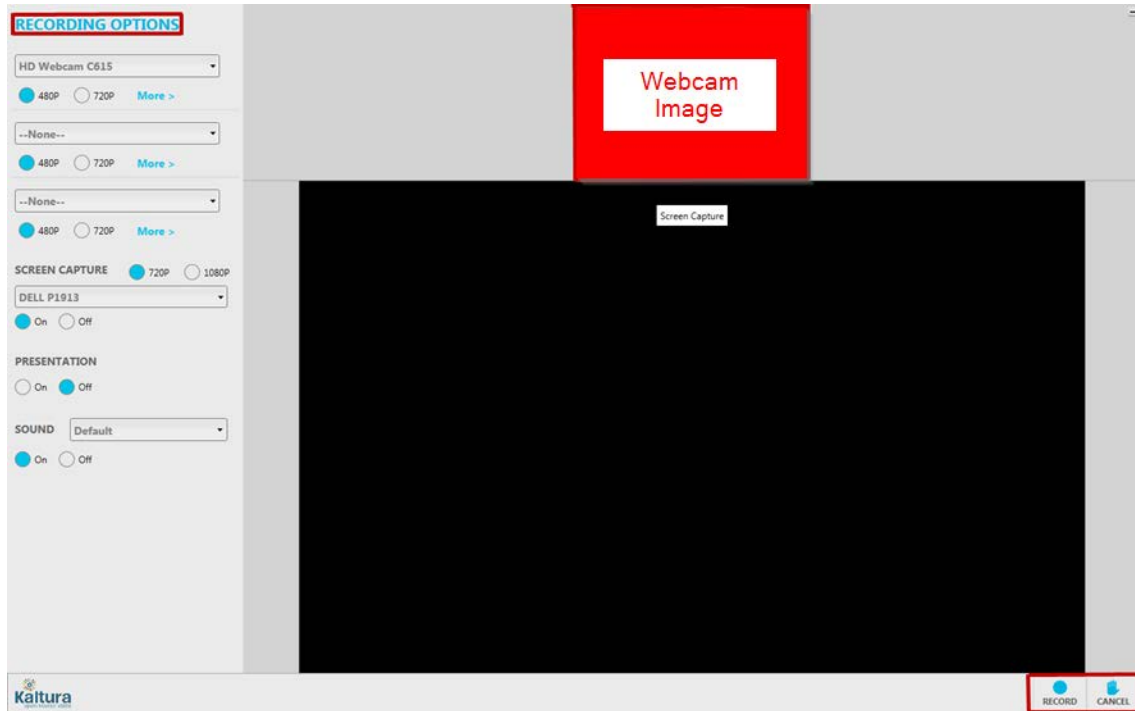 RECORDING OPTIONS
HD Webcam C615
480P 720P More >
--None--
480P 720P More >
--None--
480P 720P More >
SCREEN CAPTURE 720P 1080P
DELL P1913
On Off
PRESENTATION
On Off
SOUND Default
On Off
Webcam
Image
Screen Capture
Kaltura
RECORD CANCEL